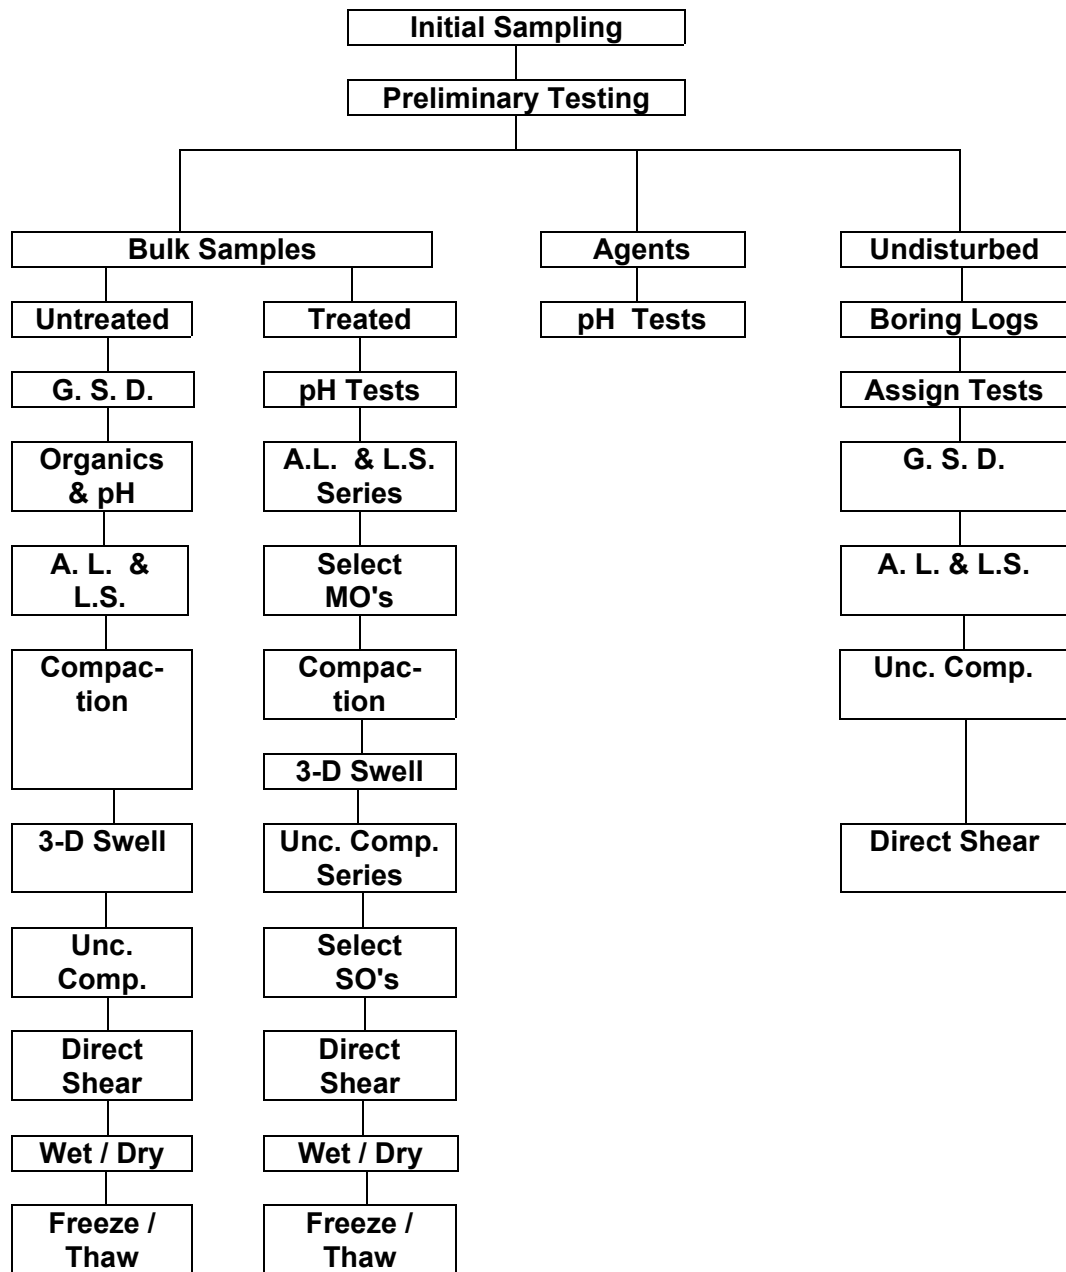 Initial Sampling
Preliminary Testing
Bulk Samples
Agents
Undisturbed
Untreated
Treated
pH  Tests
Boring Logs
G. S. D.
pH Tests
Assign Tests
Organics
& pH
A.L.  & L.S.
Series
G. S. D.
A. L.  &
L.S.
Select
MO's
A. L. & L.S.
Compac-
tion
Compac-
tion
Unc. Comp.
3-D Swell
3-D Swell
Unc. Comp.
Series
Direct Shear
Unc.
Comp.
Select
SO's
Direct
Shear
Direct
Shear
Wet / Dry
Wet / Dry
Freeze /
Thaw
Freeze /
Thaw